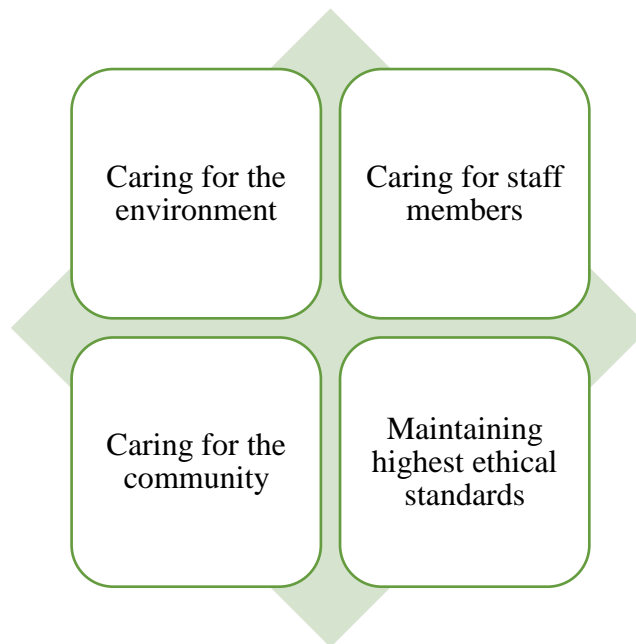 Caring for the
environment
Caring for staff
members
Caring for the
community
Maintaining
highest ethical
standards